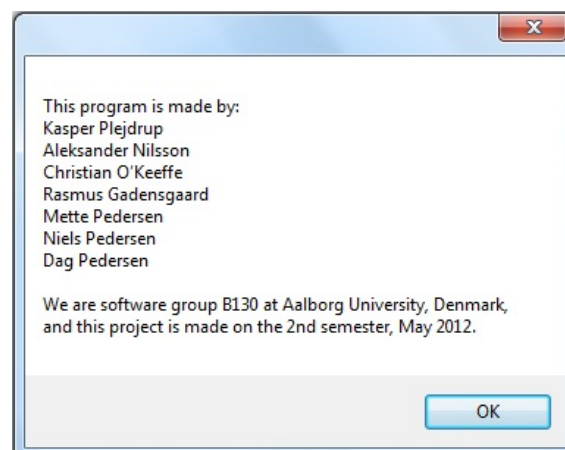 This program is made by:
Kasper Plejdrup
Aleksander Nilsson
Christian O'Keeffe
Rasmus Gadensgaard
Mette Pedersen
Niels Pedersen
Dag Pedersen
We are software group B130 at Aalborg University, Denmark,
and this project is made on the 2nd semester, May 2012.
OK